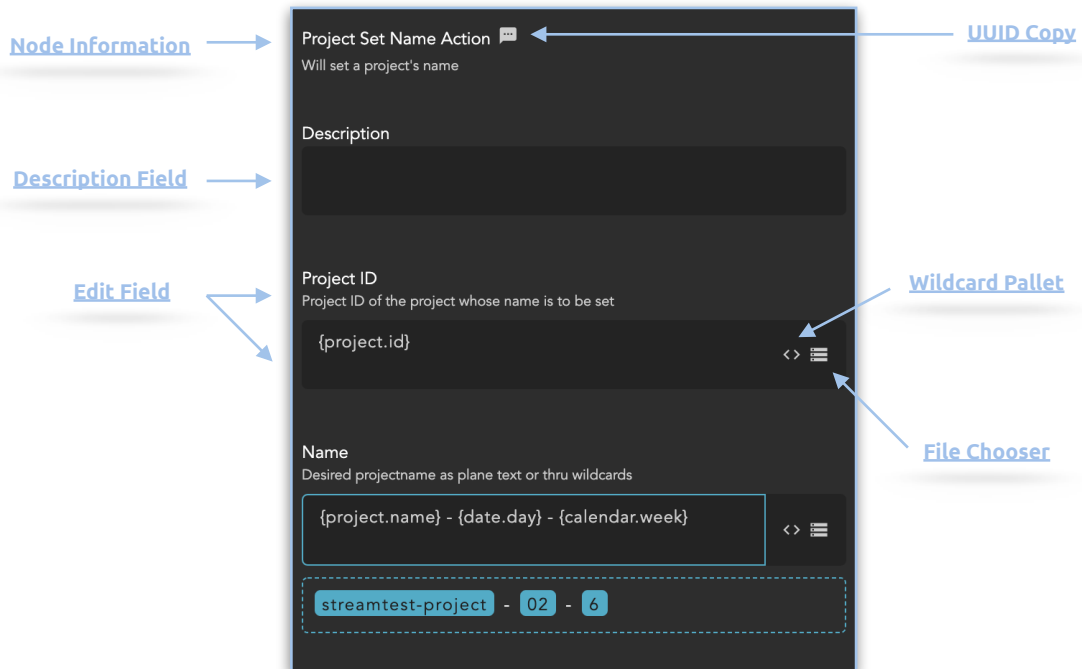 Node Information
Project Set Name Action
UUID Copy
Will set a project's name
Description
Description Field
Project ID
Edit Field
Project ID of the project whose name is to be set
Wildcard Pallet
{project.id}
<>
File Chooser
Name
Desired projectname as plane text or thru wildcards
{project.name} - {date.day} - {calendar.week}
<>
streamtest-project - 02 - 6